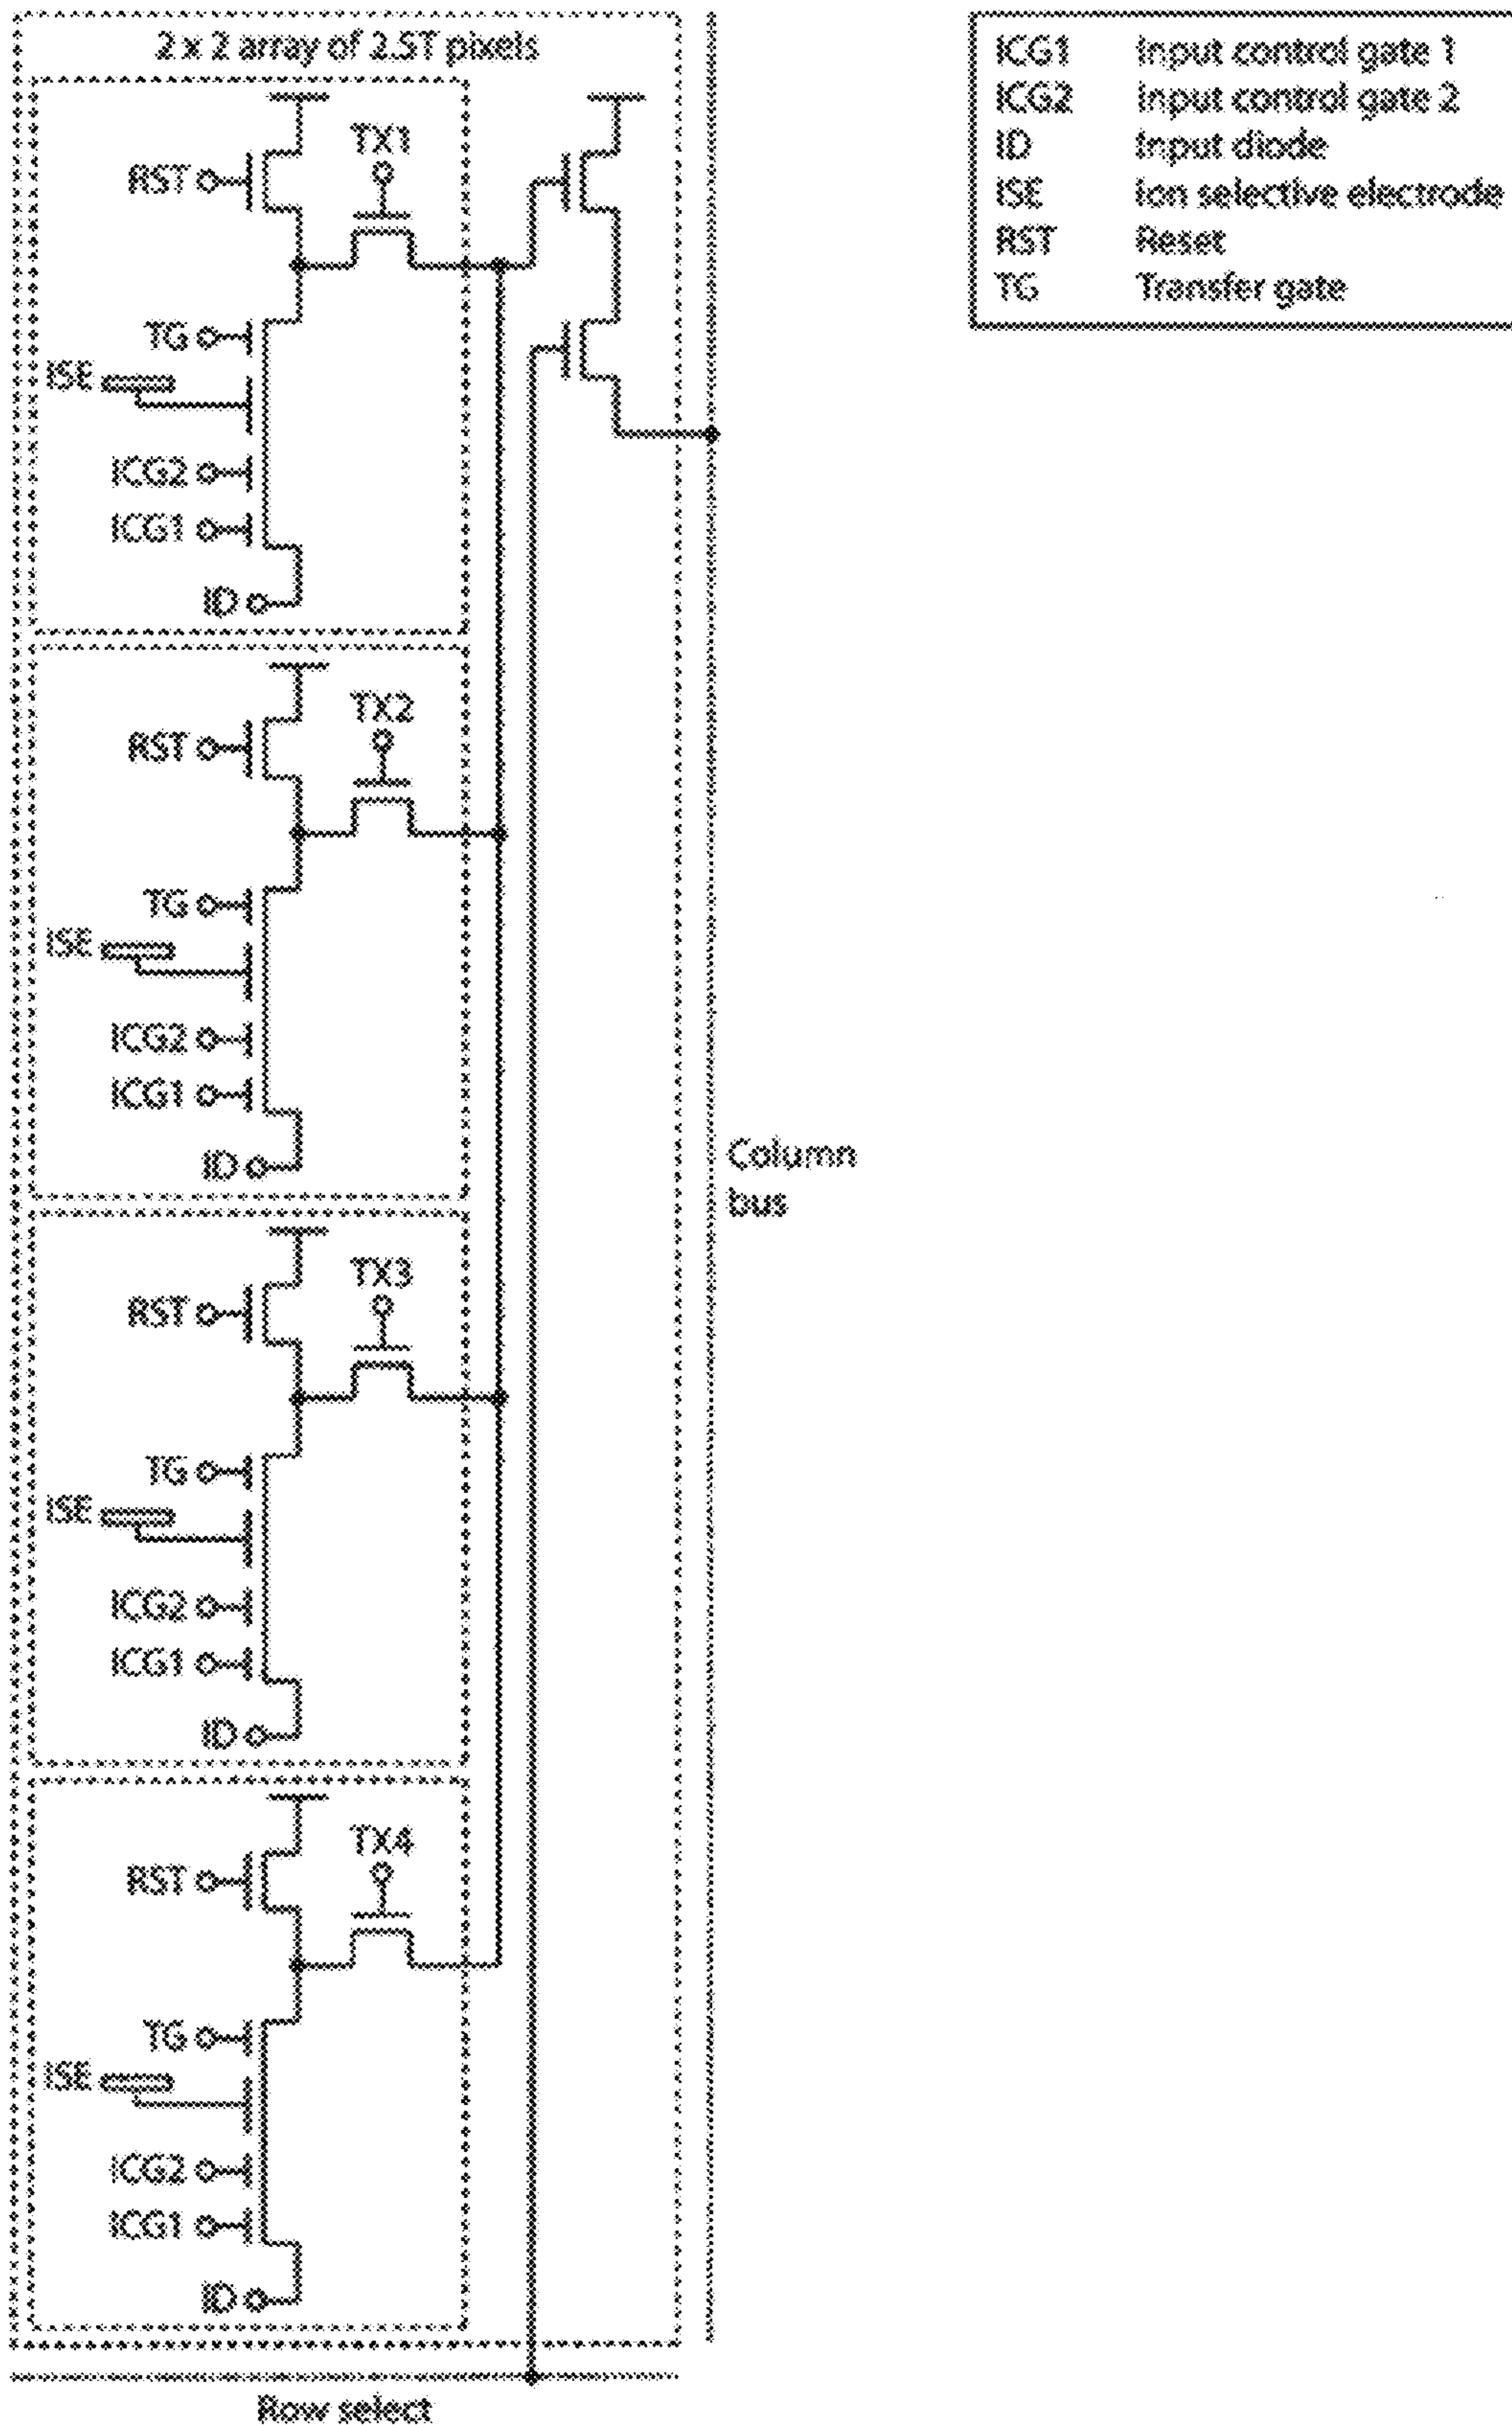 2 x 2 array of 2.5T pixels
ICG1 Input control gate 1
ICG2 Input control gate 2
ID Input diode
ISE Ion selective electrode
RST Reset
TG Transfer gate
TX1
RST
TG
ISE
ICG2
ICG1
ID
TX2
RST
TG
ISE
ICG2
ICG1
ID
Column
bus
TX3
RST
TG
ISE
ICG2
ICG1
ID
TX4
RST
TG
ISE
ICG2
ICG1
ID
Row select